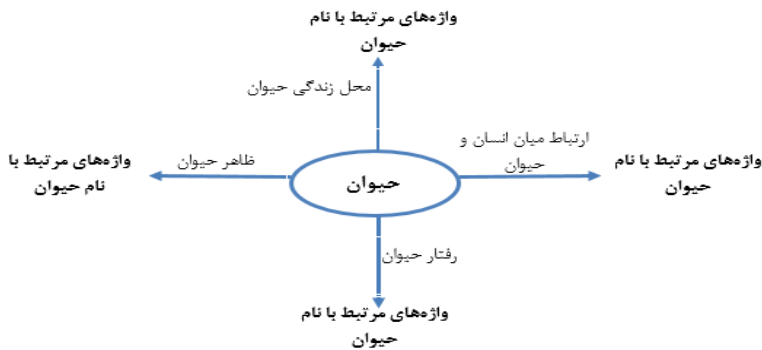 واژه‌های مرتبط با نام
حیوان
محل زندگی حیوان
ارتباط میان انسان و
حیوان
واژه‌های مرتبط با نام
حیوان
حیوان
ظاهر حیوان
واژه‌های مرتبط با
نام حیوان
رفتار حیوان
واژه‌های مرتبط با نام
حیوان